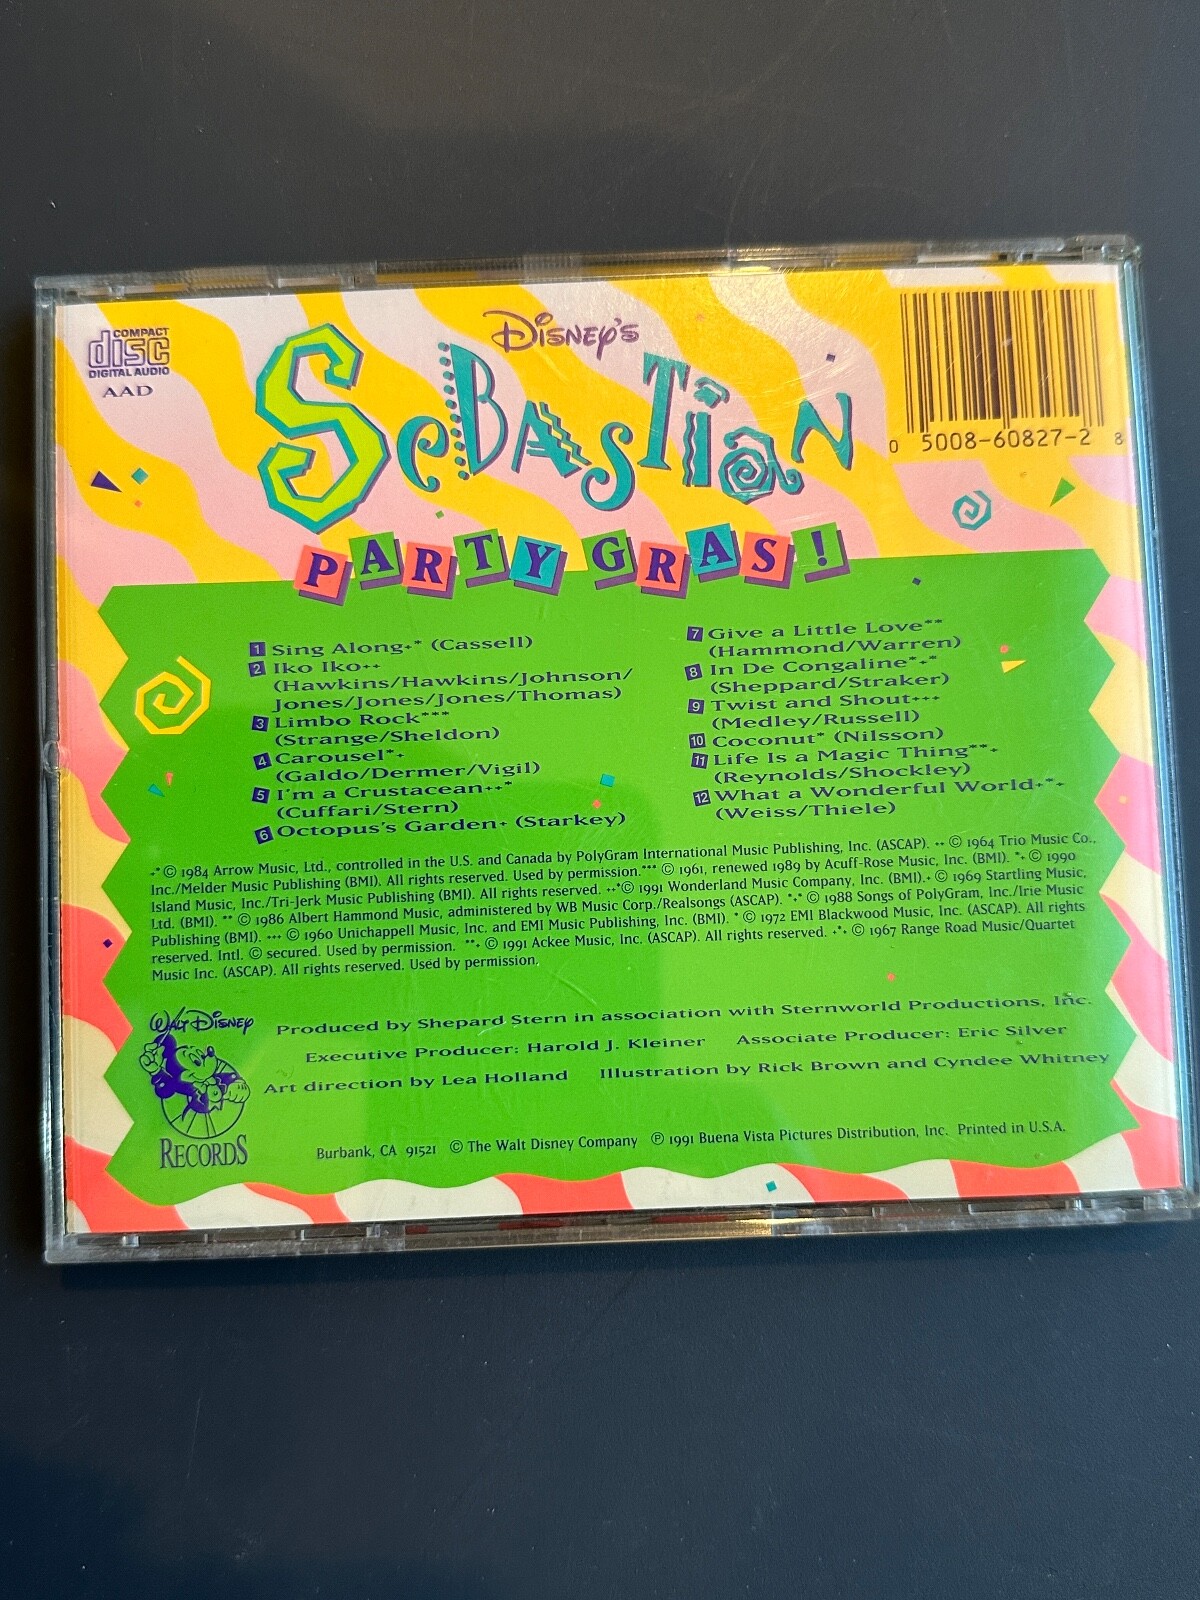 COMPACT
disc
DIGITAL AUDIO
AAD
DISNEY'S
SEBASTIAN
PARTY GRAS!
0 5008-60827-2 8
1 Sing Along+* (Cassell)
2 Iko Iko++
(Hawkins/Hawkins/Johnson/
Jones/Jones/Jones/Thomas)
3 Limbo Rock***
(Strange/Sheldon)
4 Carousel*+
(Galdo/Dermer/Vigil)
5 I'm a Crustacean++*
(Cuffari/Stern)
6 Octopus's Garden+ (Starkey)
7 Give a Little Love**
(Hammond/Warren)
8 In De Congaline*+*
(Sheppard/Straker)
9 Twist and Shout+++
(Medley/Russell)
10 Coconut* (Nilsson)
11 Life Is a Magic Thing**+
(Reynolds/Shockley)
12 What a Wonderful World+*+
(Weiss/Thiele)
+* © 1984 Arrow Music, Ltd., controlled in the U.S. and Canada by PolyGram International Music Publishing, Inc. (ASCAP). ++ © 1964 Trio Music Co.,
Inc./Melder Music Publishing (BMI). All rights reserved. Used by permission.*** © 1961, renewed 1989 by Acuff-Rose Music, Inc. (BMI). *+ © 1990
Island Music, Inc./Tri-Jerk Music Publishing (BMI). All rights reserved. ++*© 1991 Wonderland Music Company, Inc. (BMI).+ © 1969 Startling Music,
Ltd. (BMI). ** © 1986 Albert Hammond Music, administered by WB Music Corp./Realsongs (ASCAP). *+* © 1988 Songs of PolyGram, Inc./Irie Music
Publishing (BMI). +++ © 1960 Unichappell Music, Inc. and EMI Music Publishing, Inc. (BMI). * © 1972 EMI Blackwood Music, Inc. (ASCAP). All rights
reserved. Intl. © secured. Used by permission. **+ © 1991 Ackee Music, Inc. (ASCAP). All rights reserved. +*+ © 1967 Range Road Music/Quartet
Music Inc. (ASCAP). All rights reserved. Used by permission.
WALT DISNEY
RECORDS
Produced by Shepard Stern in association with Sternworld Productions, Inc.
Executive Producer: Harold J. Kleiner Associate Producer: Eric Silver
Art direction by Lea Holland Illustration by Rick Brown and Cyndee Whitney
Burbank, CA 91521 © The Walt Disney Company ℗ 1991 Buena Vista Pictures Distribution, Inc. Printed in U.S.A.